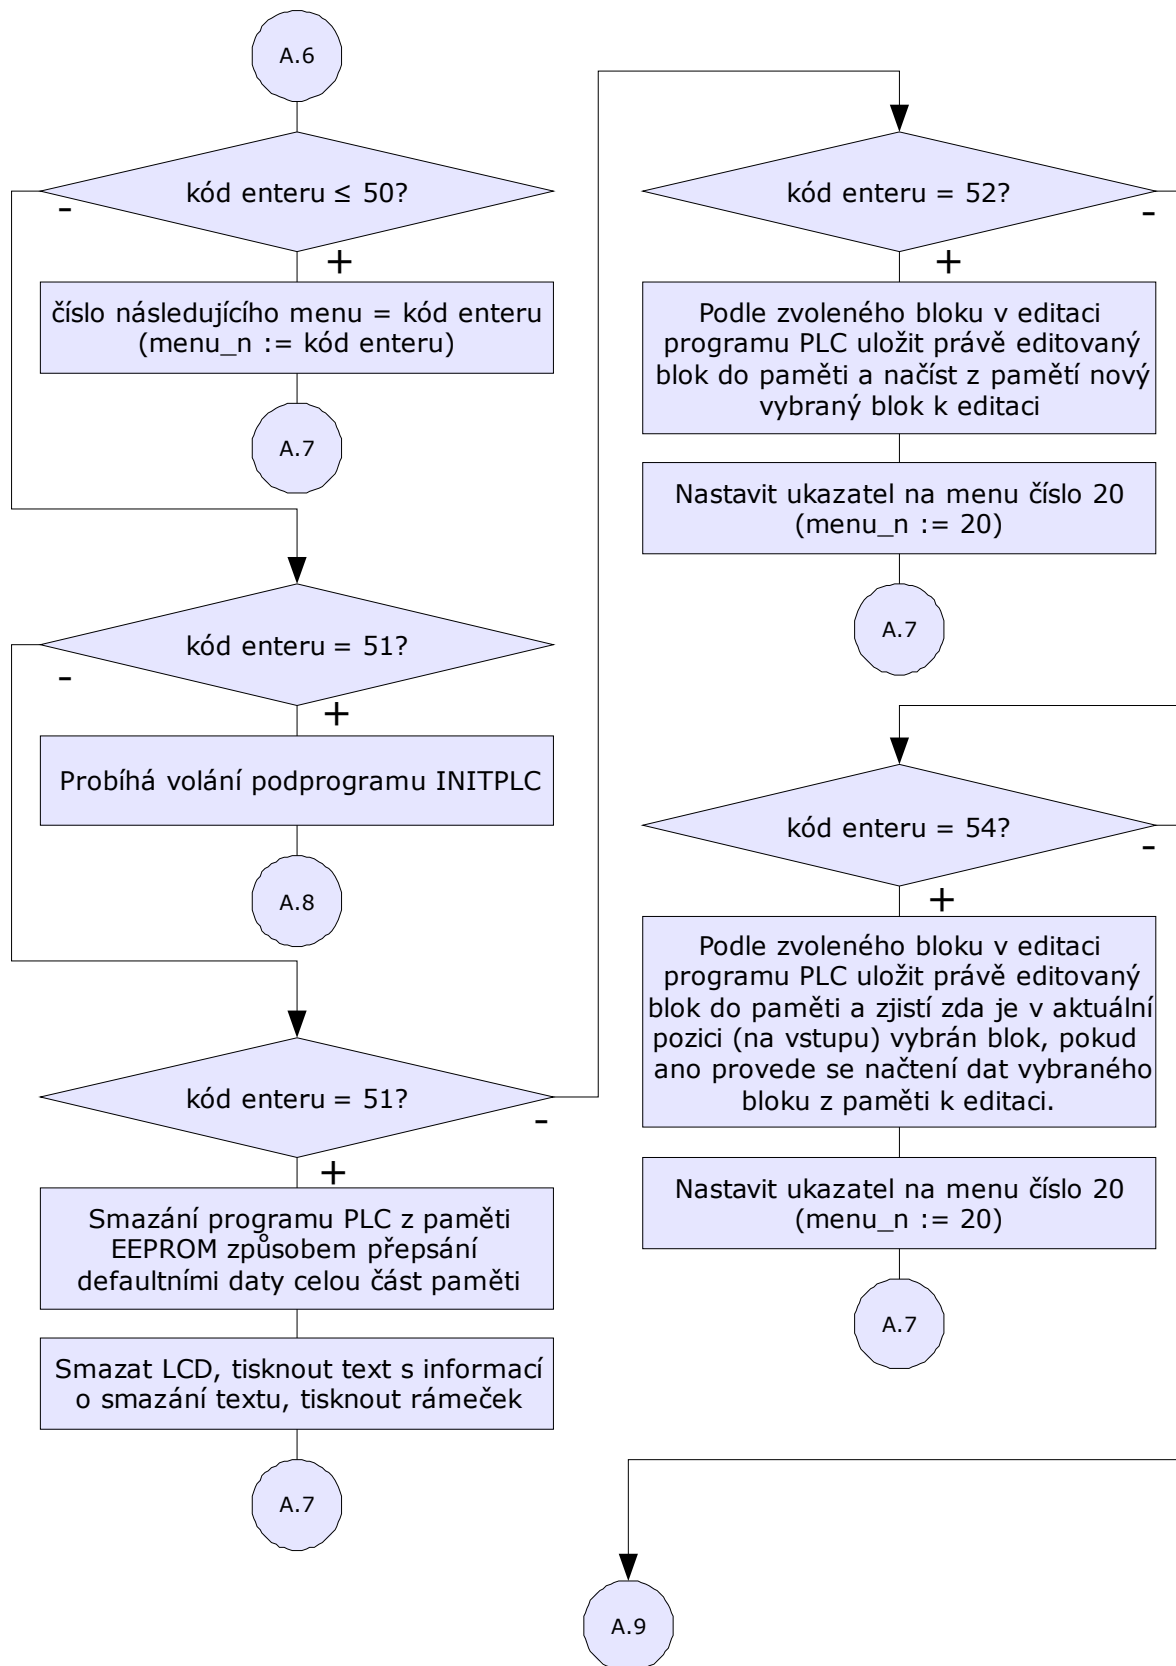 A.6
kód enteru ≤ 50?
-
+
číslo následujícího menu = kód enteru
(menu_n := kód enteru)
A.7
kód enteru = 51?
-
+
Probíhá volání podprogramu INITPLC
A.8
kód enteru = 51?
-
+
Smazání programu PLC z paměti
EEPROM způsobem přepsání
defaultními daty celou část paměti
Smazat LCD, tisknout text s informací
o smazání textu, tisknout rámeček
A.7
kód enteru = 52?
-
+
Podle zvoleného bloku v editaci
programu PLC uložit právě editovaný
blok do paměti a načíst z pamětí nový
vybraný blok k editaci
Nastavit ukazatel na menu číslo 20
(menu_n := 20)
A.7
kód enteru = 54?
-
+
Podle zvoleného bloku v editaci
programu PLC uložit právě editovaný
blok do paměti a zjistí zda je v aktuální
pozici (na vstupu) vybrán blok, pokud
ano provede se načtení dat vybraného
bloku z paměti k editaci.
Nastavit ukazatel na menu číslo 20
(menu_n := 20)
A.7
A.9